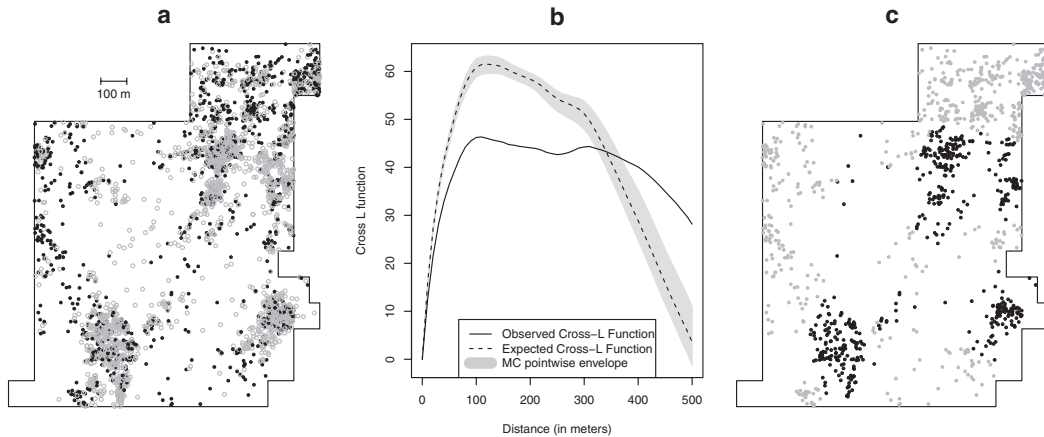 a
b
c
100 m
Cross L function
60
50
40
30
20
10
0
Observed Cross−L Function
Expected Cross−L Function
MC pointwise envelope
0 100 200 300 400 500
Distance (in meters)